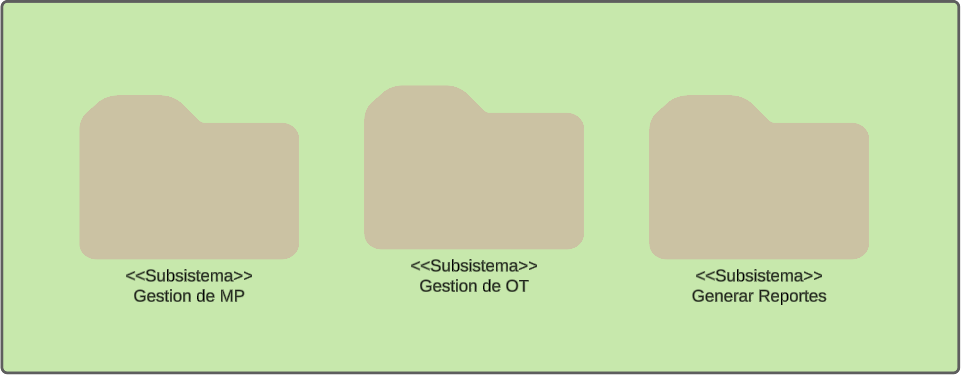 <<Subsistema>>
Gestion de MP
<<Subsistema>>
Gestion de OT
<<Subsistema>>
Generar Reportes